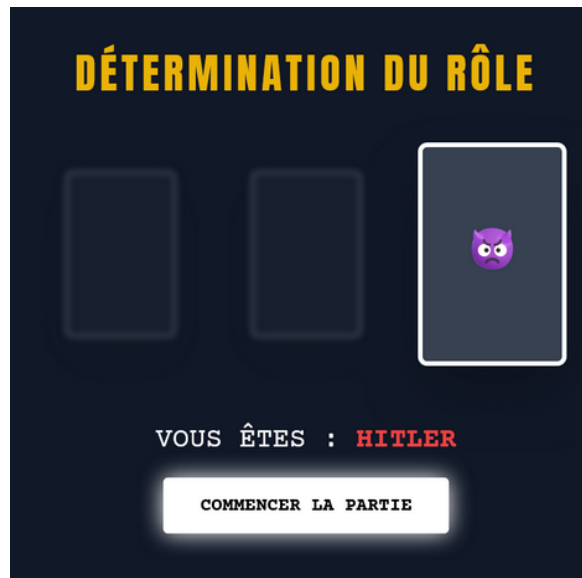 DÉTERMINATION DU RÔLE
VOUS ÊTES : HITLER
COMMENCER LA PARTIE